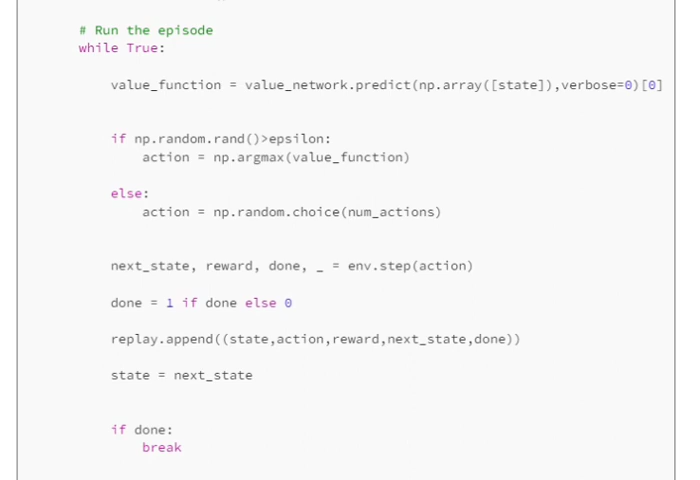 # Run the episode
while True:
value_function = value_network.predict(np.array([state]),verbose=0)[0]
if np.random.rand()>epsilon:
action = np.argmax(value_function)
else:
action = np.random.choice(num_actions)
next_state, reward, done, _ = env.step(action)
done = 1 if done else 0
replay.append((state,action,reward,next_state,done))
state = next_state
if done:
break